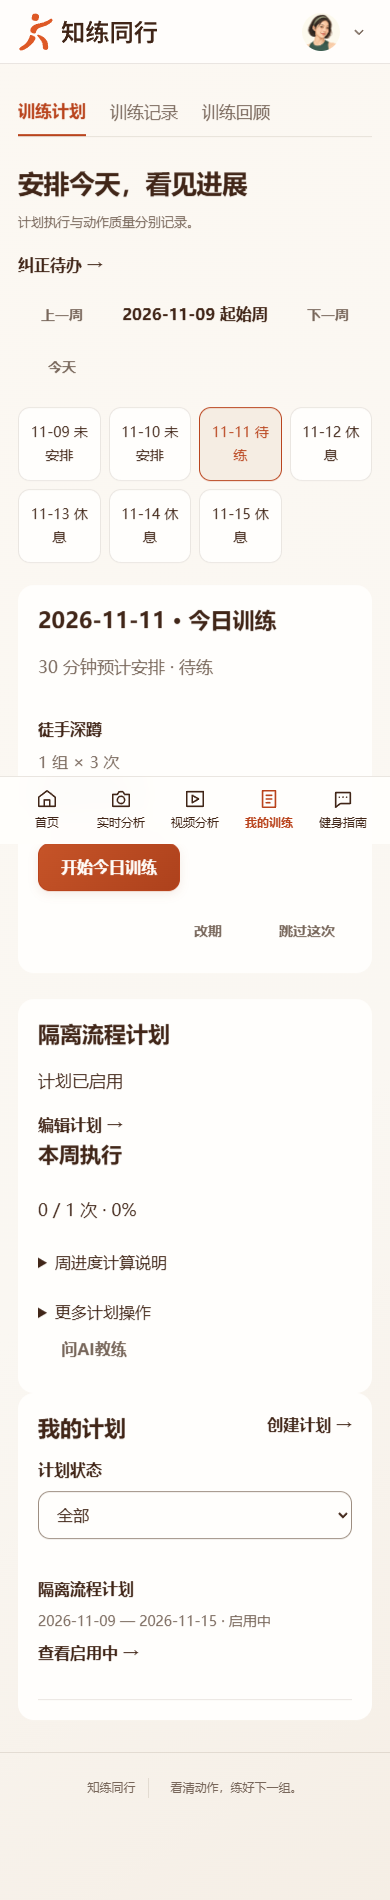 知练同行
训练计划 训练记录 训练回顾
安排今天，看见进展
计划执行与动作质量分别记录。
纠正待办 →
上一周 2026-11-09 起始周 下一周
今天
11-09 未安排 11-10 未安排 11-11 待练 11-12 休息
11-13 休息 11-14 休息 11-15 休息
2026-11-11 • 今日训练
30 分钟预计安排 · 待练
徒手深蹲
1 组 × 3 次
首页 实时分析 视频分析 我的训练 健身指南
开始今日训练
改期 跳过这次
隔离流程计划
计划已启用
编辑计划 →
本周执行
0 / 1 次 · 0%
▶ 周进度计算说明
▶ 更多计划操作
问AI教练
我的计划 创建计划 →
计划状态
全部
隔离流程计划
2026-11-09 — 2026-11-15 · 启用中
查看启用中 →
知练同行 看清动作，练好下一组。